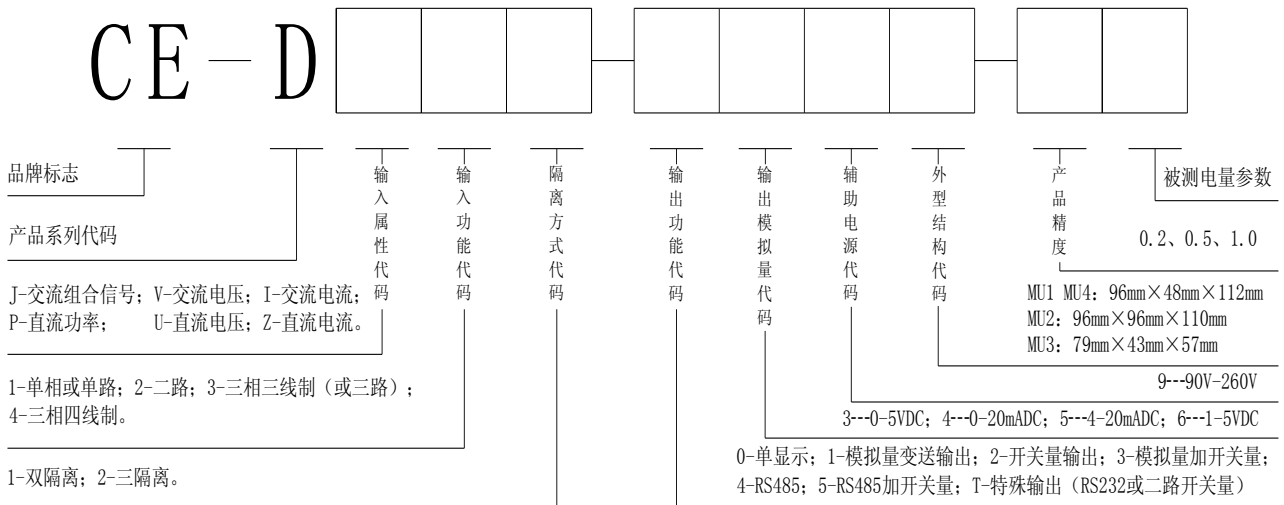 CE-D
品牌标志
产品系列代码
输入属性代码
输入功能代码
隔离方式代码
输出功能代码
输出模拟量代码
辅助电源代码
外型结构代码
产品精度
被测电量参数
0.2、0.5、1.0
J-交流组合信号；V-交流电压；I-交流电流；
P-直流功率； U-直流电压；Z-直流电流。
MU1 MU4：96mm×48mm×112mm
MU2：96mm×96mm×110mm
MU3：79mm×43mm×57mm
1-单相或单路；2-二路；3-三相三线制（或三路）；
4-三相四线制。
9---90V-260V
3---0-5VDC；4---0-20mADC；5---4-20mADC；6---1-5VDC
1-双隔离；2-三隔离。
0-单显示；1-模拟量变送输出；2-开关量输出；3-模拟量加开关量；
4-RS485；5-RS485加开关量；T-特殊输出（RS232或二路开关量）